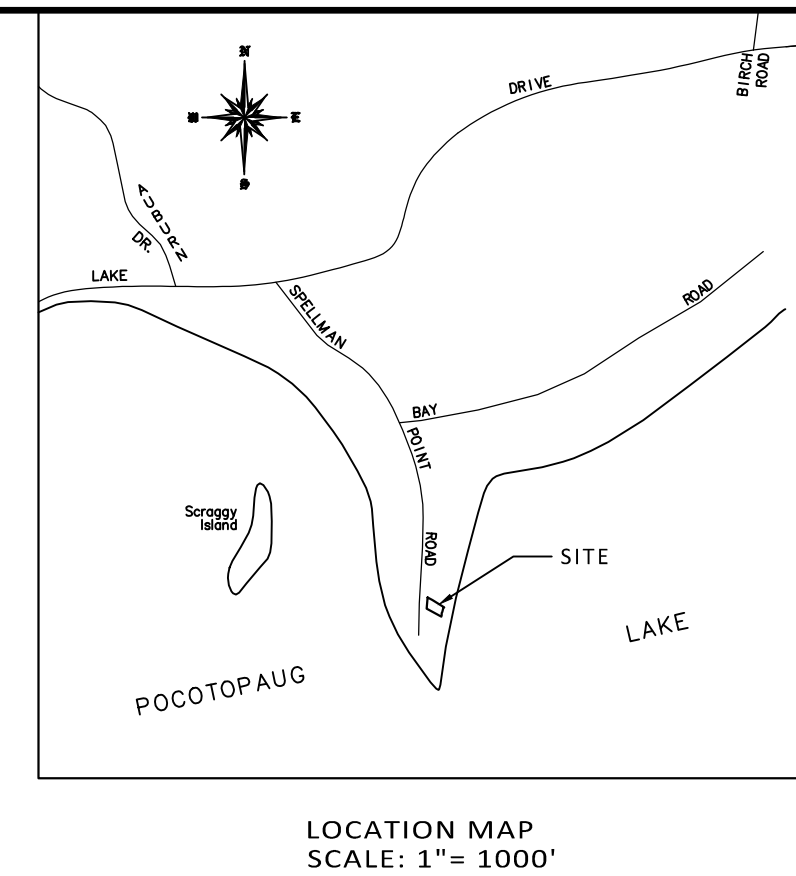 N
W
E
S
BIRCH
ROAD
DRIVE
AUBURN
DR.
LAKE
SPELLMAN
ROAD
BAY
POINT
Scraggy
Island
ROAD
SITE
LAKE
POCOTOPAUG
LOCATION MAP
SCALE: 1"= 1000'